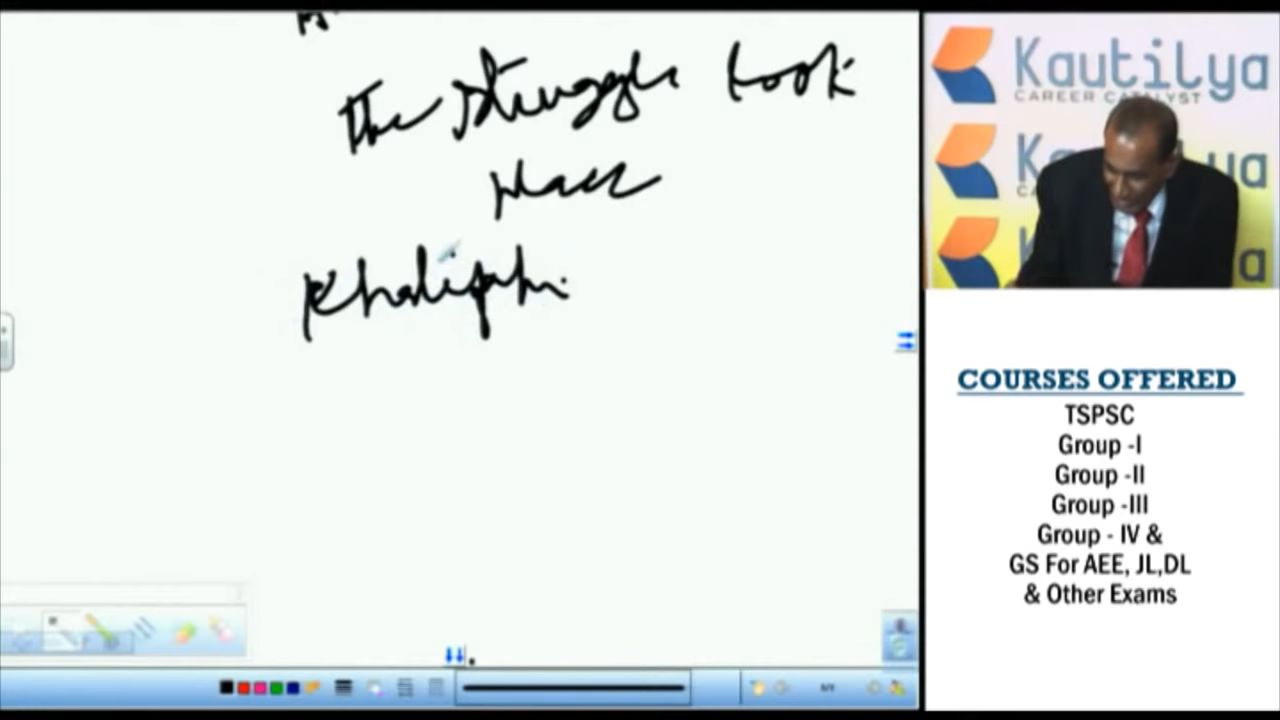 The struggle took
place
Khaliph
Kautilya
CAREER CATALYST
COURSES OFFERED
TSPSC
Group -I
Group -II
Group -III
Group - IV &
GS For AEE, JL,DL
& Other Exams